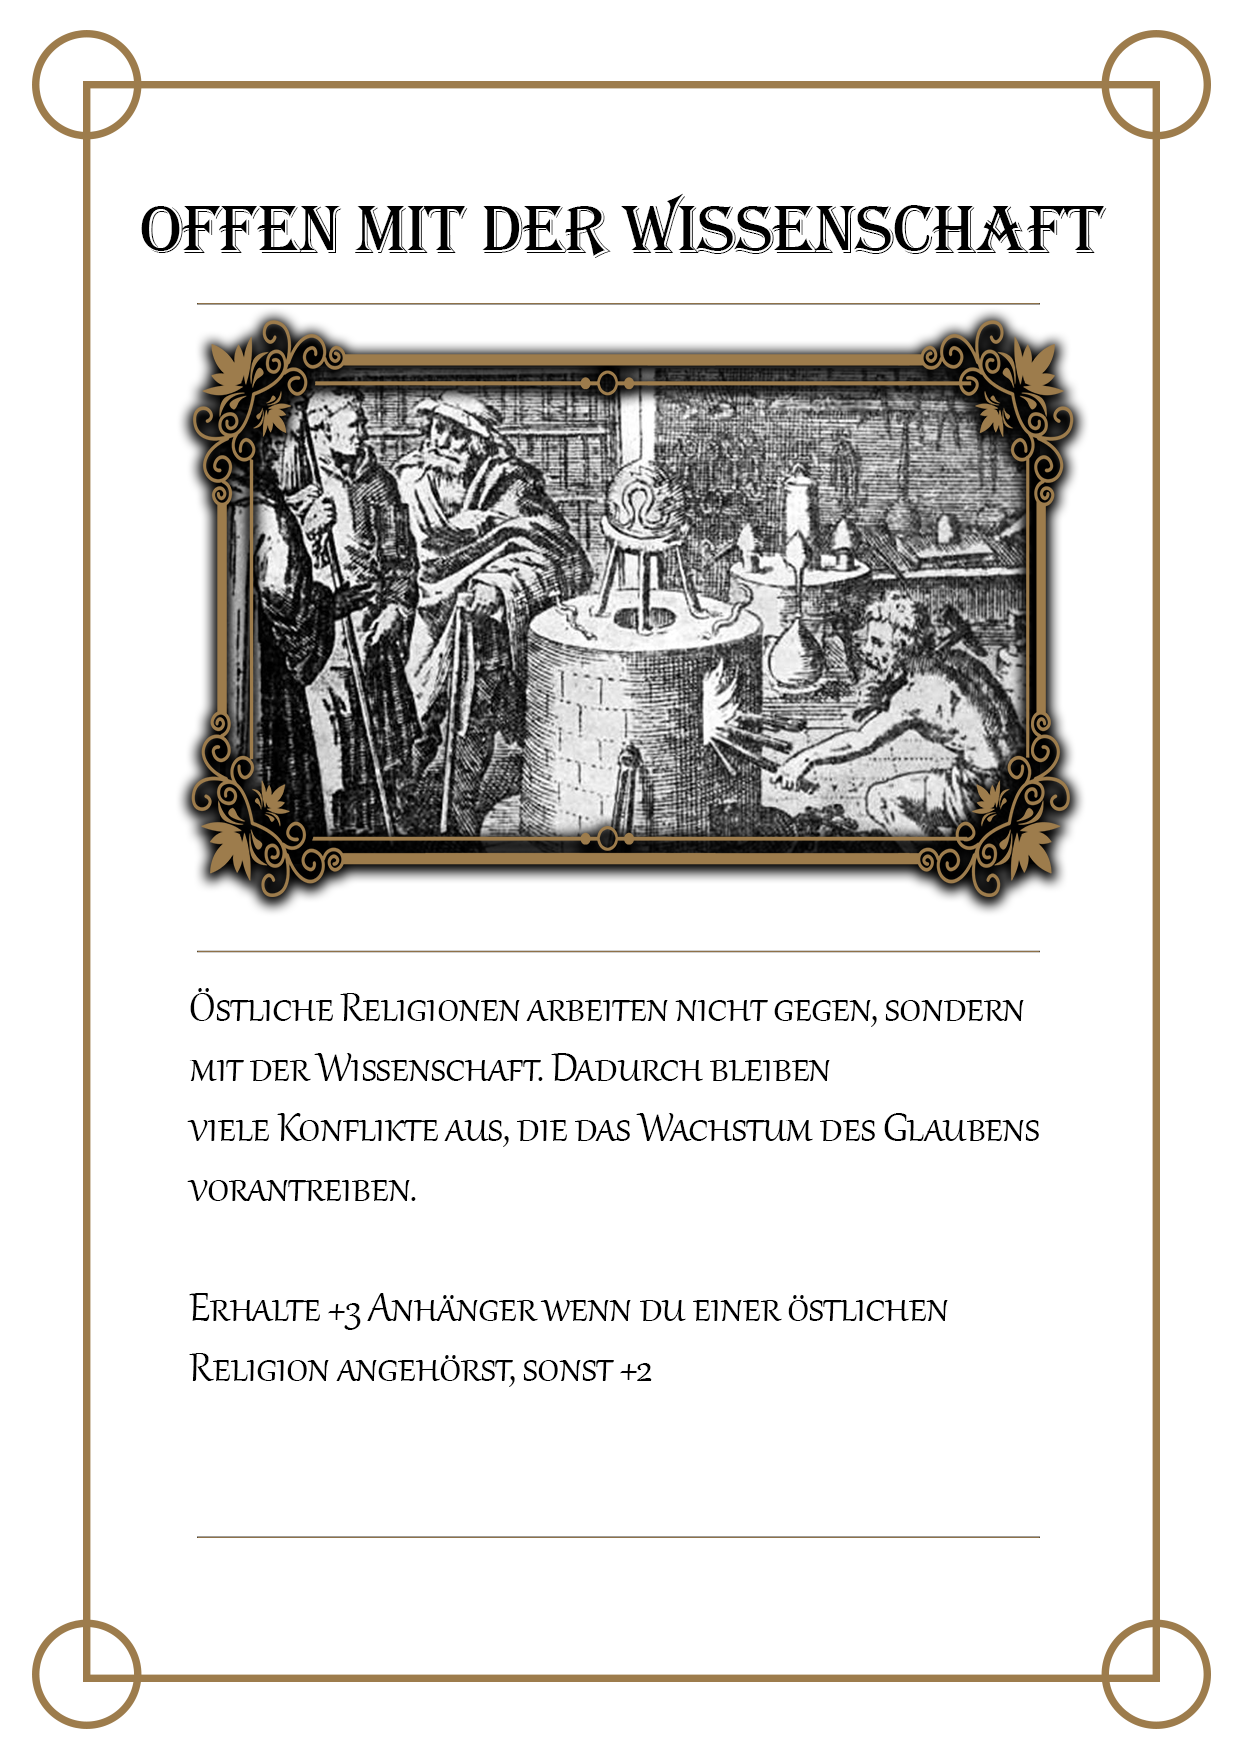 OFFEN MIT DER WISSENSCHAFT
Östliche Religionen arbeiten nicht gegen, sondern
mit der Wissenschaft. Dadurch bleiben
viele Konflikte aus, die das Wachstum des Glaubens
vorantreiben.
Erhalte +3 Anhänger wenn du einer östlichen
Religion angehörst, sonst +2